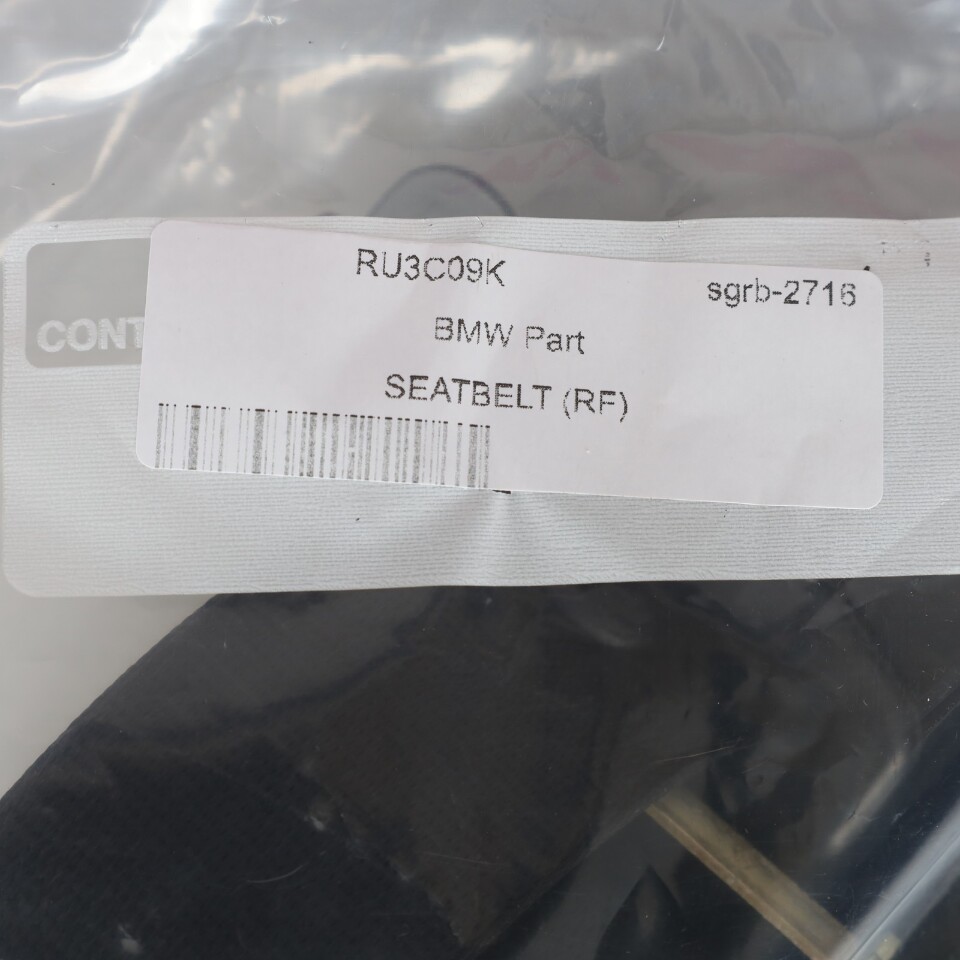 RU3C09K
sgrb-2716
BMW Part
SEATBELT (RF)
CONT